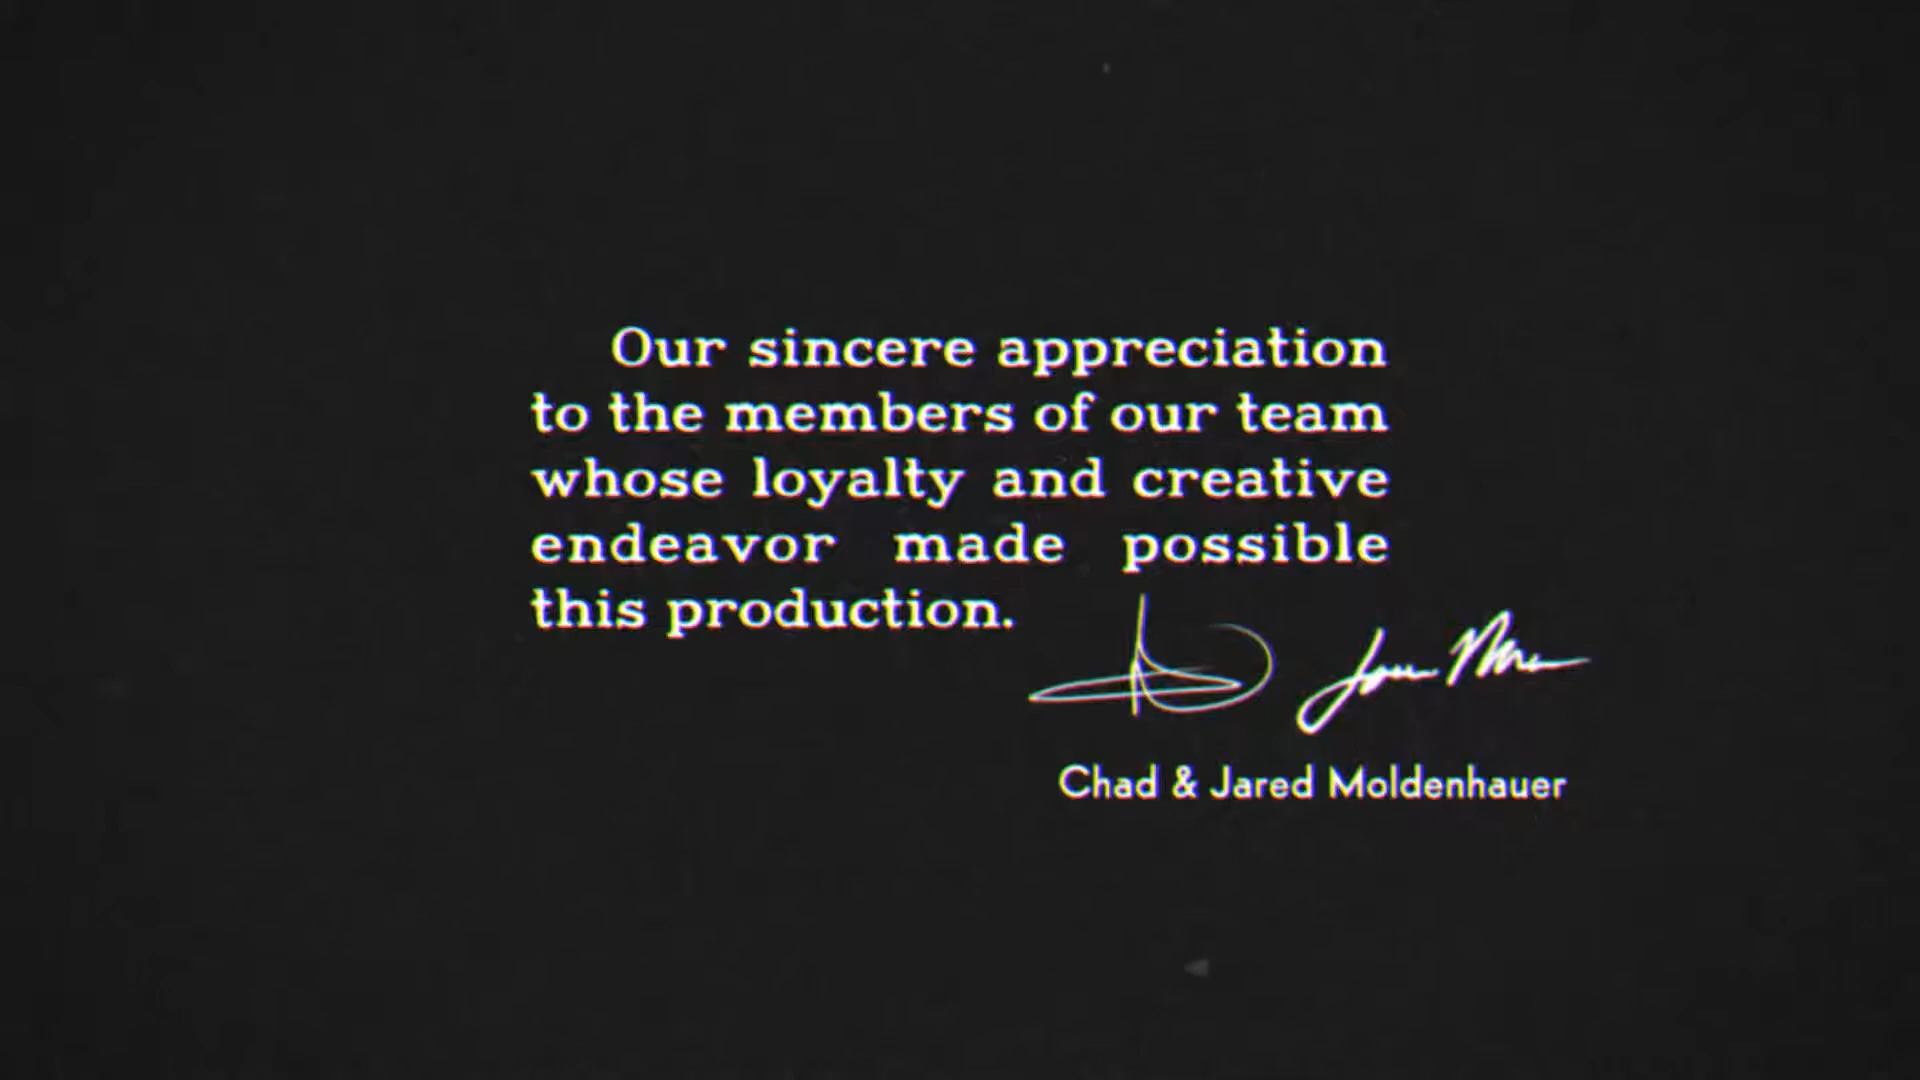 Our sincere appreciation
to the members of our team
whose loyalty and creative
endeavor made possible
this production.
Chad & Jared Moldenhauer